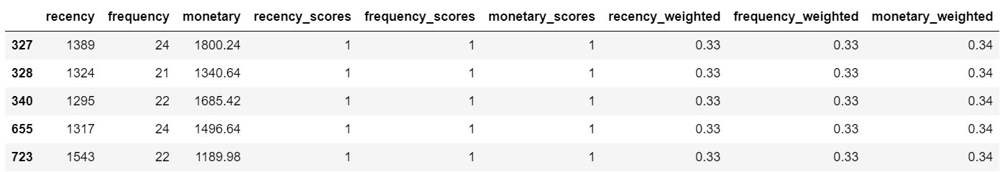 recency frequency monetary recency_scores frequency_scores monetary_scores recency_weighted frequency_weighted monetary_weighted
327 1389 24 1800.24 1 1 1 0.33 0.33 0.34
328 1324 21 1340.64 1 1 1 0.33 0.33 0.34
340 1295 22 1685.42 1 1 1 0.33 0.33 0.34
655 1317 24 1496.64 1 1 1 0.33 0.33 0.34
723 1543 22 1189.98 1 1 1 0.33 0.33 0.34